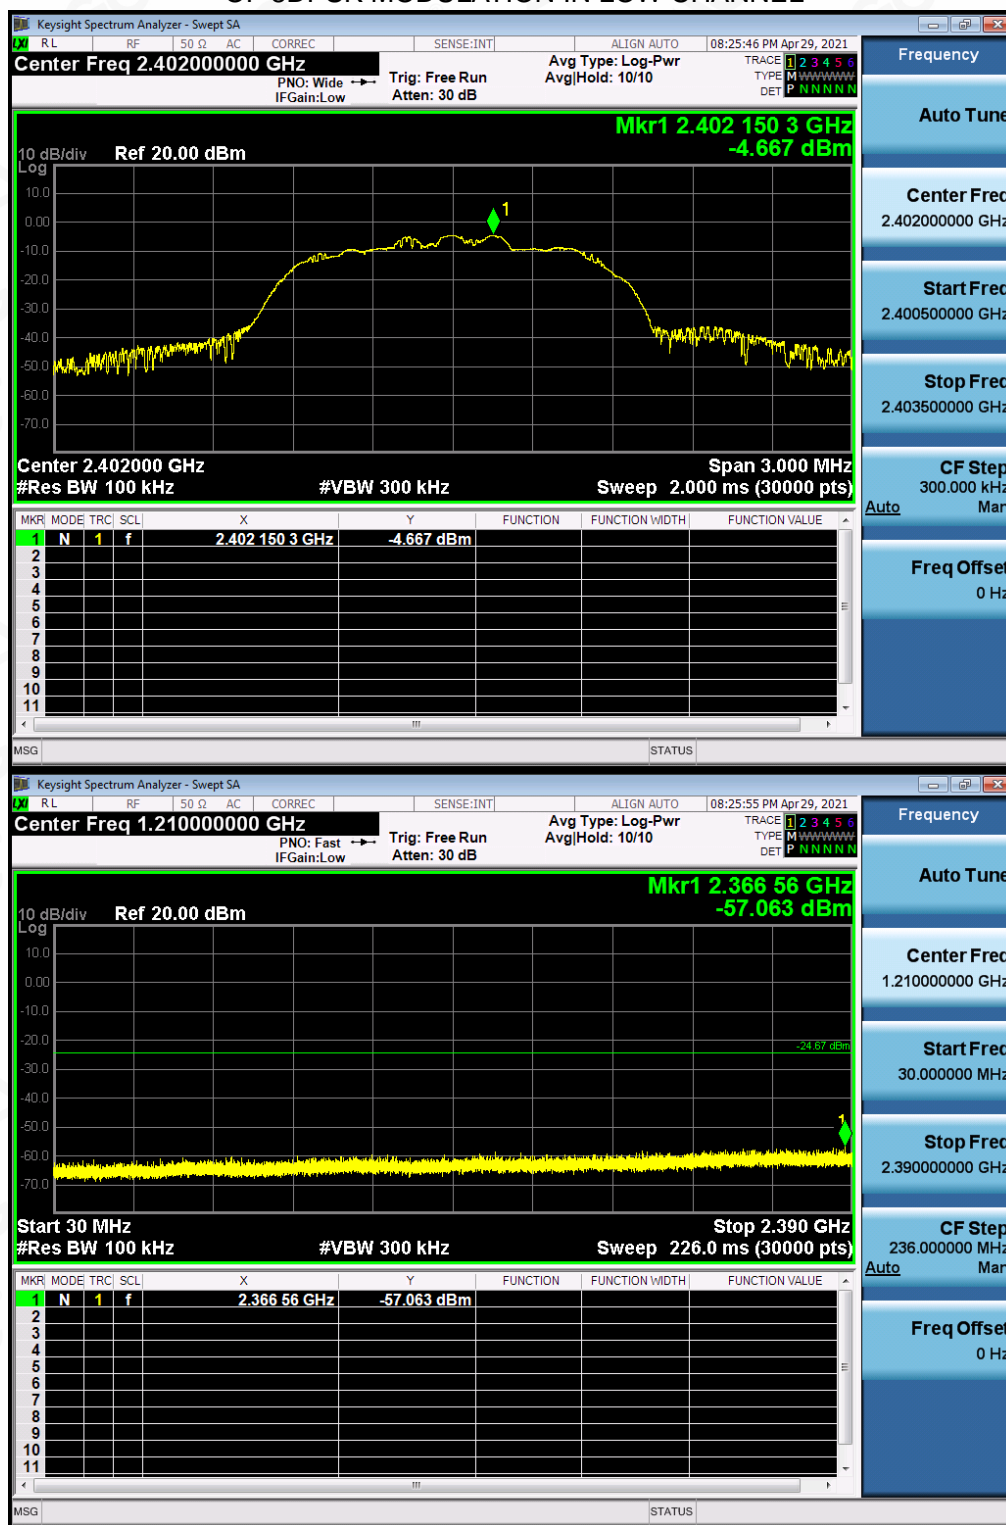 OF 8DPSK MODULATION IN LOW CHANNEL
Keysight Spectrum Analyzer - Swept SA
LXI RL RF 50 Ω AC CORREC SENSE:INT ALIGN AUTO 08:25:46 PM Apr 29, 2021
Center Freq 2.402000000 GHz
PNO: Wide
IFGain:Low
Trig: Free Run
Atten: 30 dB
Avg Type: Log-Pwr
Avg|Hold: 10/10
TRACE 1 2 3 4 5 6
TYPE M WWWWW
DET P N N N N N
Mkr1 2.402 150 3 GHz
-4.667 dBm
10 dB/div Ref 20.00 dBm
Log
10.0
0.00
-10.0
-20.0
-30.0
-40.0
-50.0
-60.0
-70.0
1
Center 2.402000 GHz Span 3.000 MHz
#Res BW 100 kHz #VBW 300 kHz Sweep 2.000 ms (30000 pts)
MKR MODE TRC SCL X Y FUNCTION FUNCTION WIDTH FUNCTION VALUE
1 N 1 f 2.402 150 3 GHz -4.667 dBm
2
3
4
5
6
7
8
9
10
11
MSG STATUS
Frequency
Auto Tune
Center Freq
2.402000000 GHz
Start Freq
2.400500000 GHz
Stop Freq
2.403500000 GHz
CF Step
300.000 kHz
Auto Man
Freq Offset
0 Hz
Keysight Spectrum Analyzer - Swept SA
LXI RL RF 50 Ω AC CORREC SENSE:INT ALIGN AUTO 08:25:55 PM Apr 29, 2021
Center Freq 1.210000000 GHz
PNO: Fast
IFGain:Low
Trig: Free Run
Atten: 30 dB
Avg Type: Log-Pwr
Avg|Hold: 10/10
TRACE 1 2 3 4 5 6
TYPE M WWWWW
DET P N N N N N
Mkr1 2.366 56 GHz
-57.063 dBm
10 dB/div Ref 20.00 dBm
Log
10.0
0.00
-10.0
-20.0
-30.0
-40.0
-50.0
-60.0
-70.0
-24.67 dBm
1
Start 30 MHz Stop 2.390 GHz
#Res BW 100 kHz #VBW 300 kHz Sweep 226.0 ms (30000 pts)
MKR MODE TRC SCL X Y FUNCTION FUNCTION WIDTH FUNCTION VALUE
1 N 1 f 2.366 56 GHz -57.063 dBm
2
3
4
5
6
7
8
9
10
11
MSG STATUS
Frequency
Auto Tune
Center Freq
1.210000000 GHz
Start Freq
30.000000 MHz
Stop Freq
2.390000000 GHz
CF Step
236.000000 MHz
Auto Man
Freq Offset
0 Hz